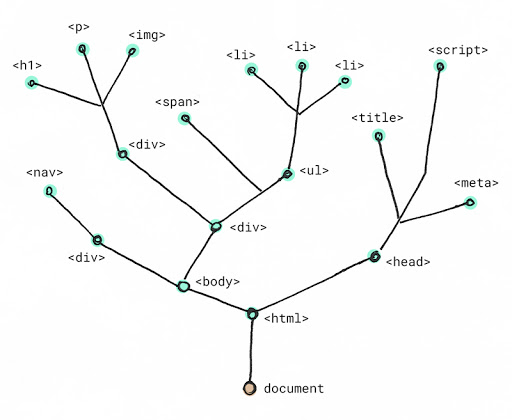 <p>
<img>
<h1>
<li>
<li>
<li>
<script>
<span>
<title>
<div>
<nav>
<ul>
<meta>
<div>
<div>
<body>
<head>
<html>
document